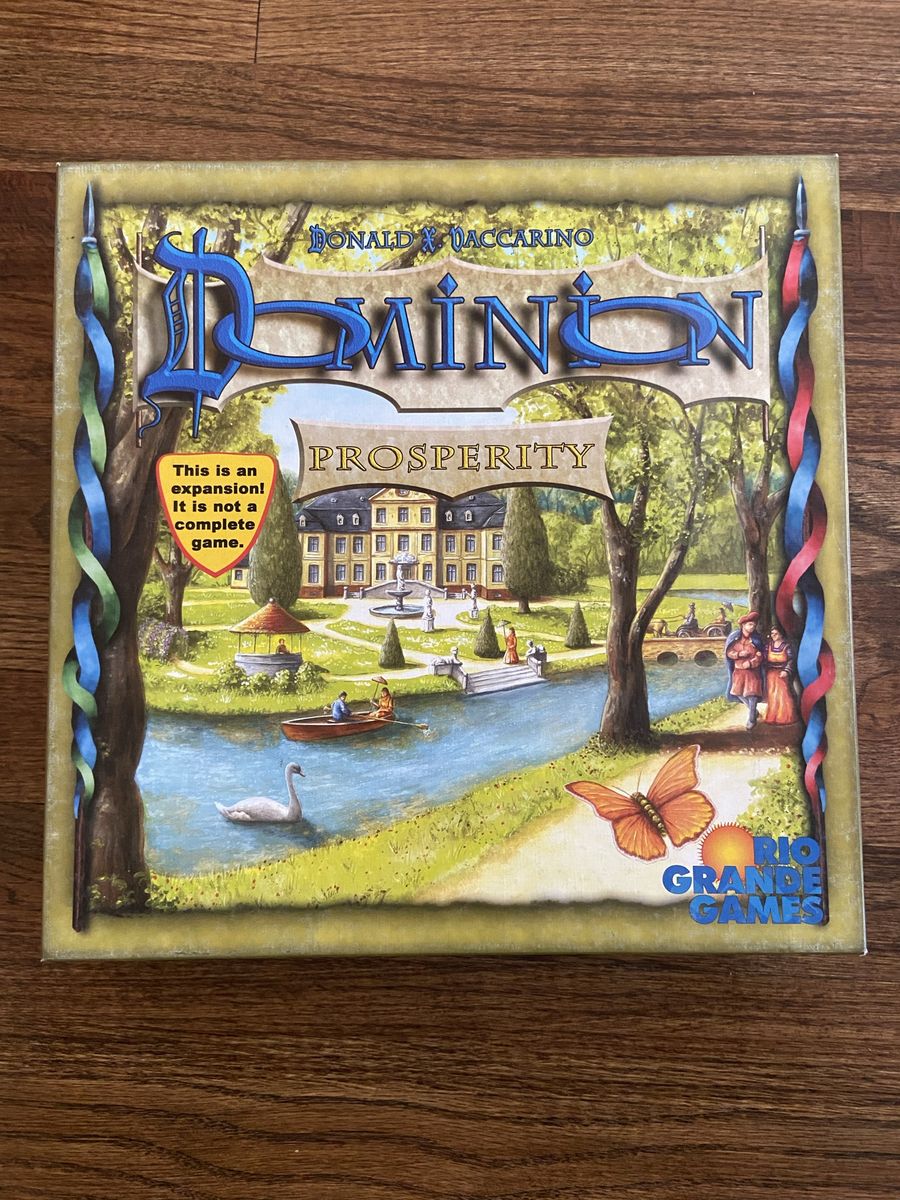 DONALD X. VACCARINO
DOMINION
PROSPERITY
This is an
expansion!
It is not a
complete
game.
RIO
GRANDE
GAMES